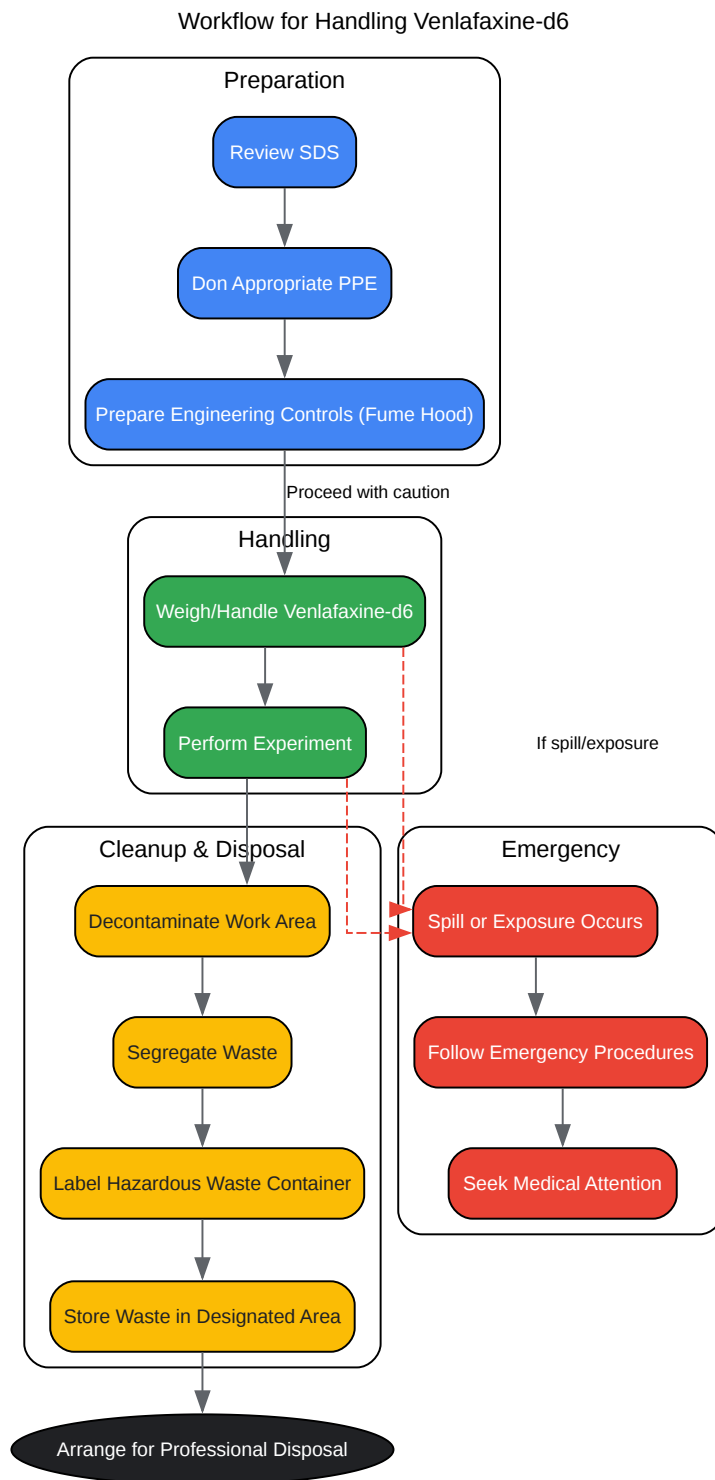 Workflow for Handling Venlafaxine-d6
Preparation
Review SDS
Don Appropriate PPE
Prepare Engineering Controls (Fume Hood)
Proceed with caution
Handling
Weigh/Handle Venlafaxine-d6
Perform Experiment
If spill/exposure
Cleanup & Disposal
Decontaminate Work Area
Segregate Waste
Label Hazardous Waste Container
Store Waste in Designated Area
Arrange for Professional Disposal
Emergency
Spill or Exposure Occurs
Follow Emergency Procedures
Seek Medical Attention